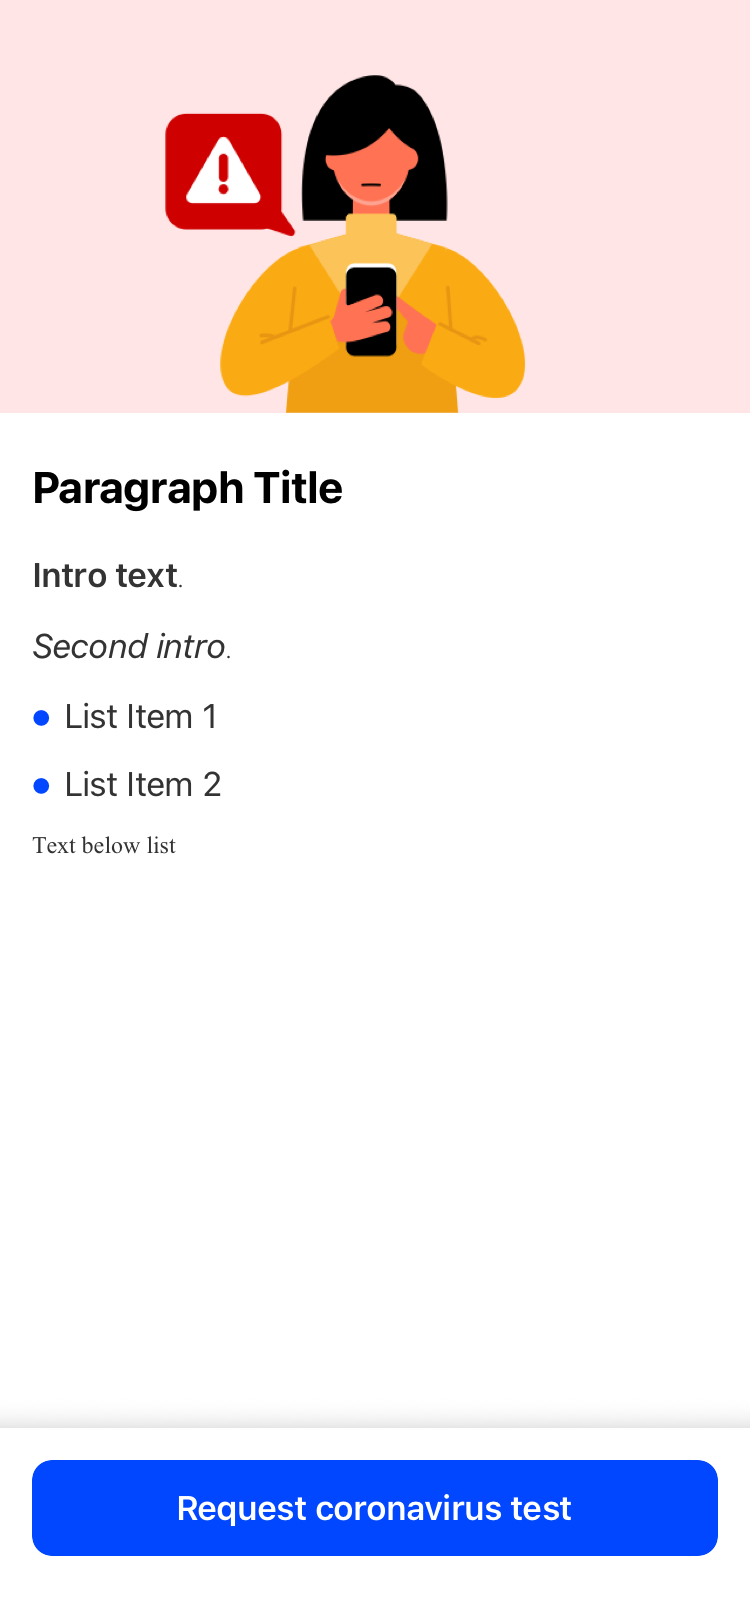 Paragraph Title
Intro text.
Second intro.
List Item 1
List Item 2
Text below list
Request coronavirus test